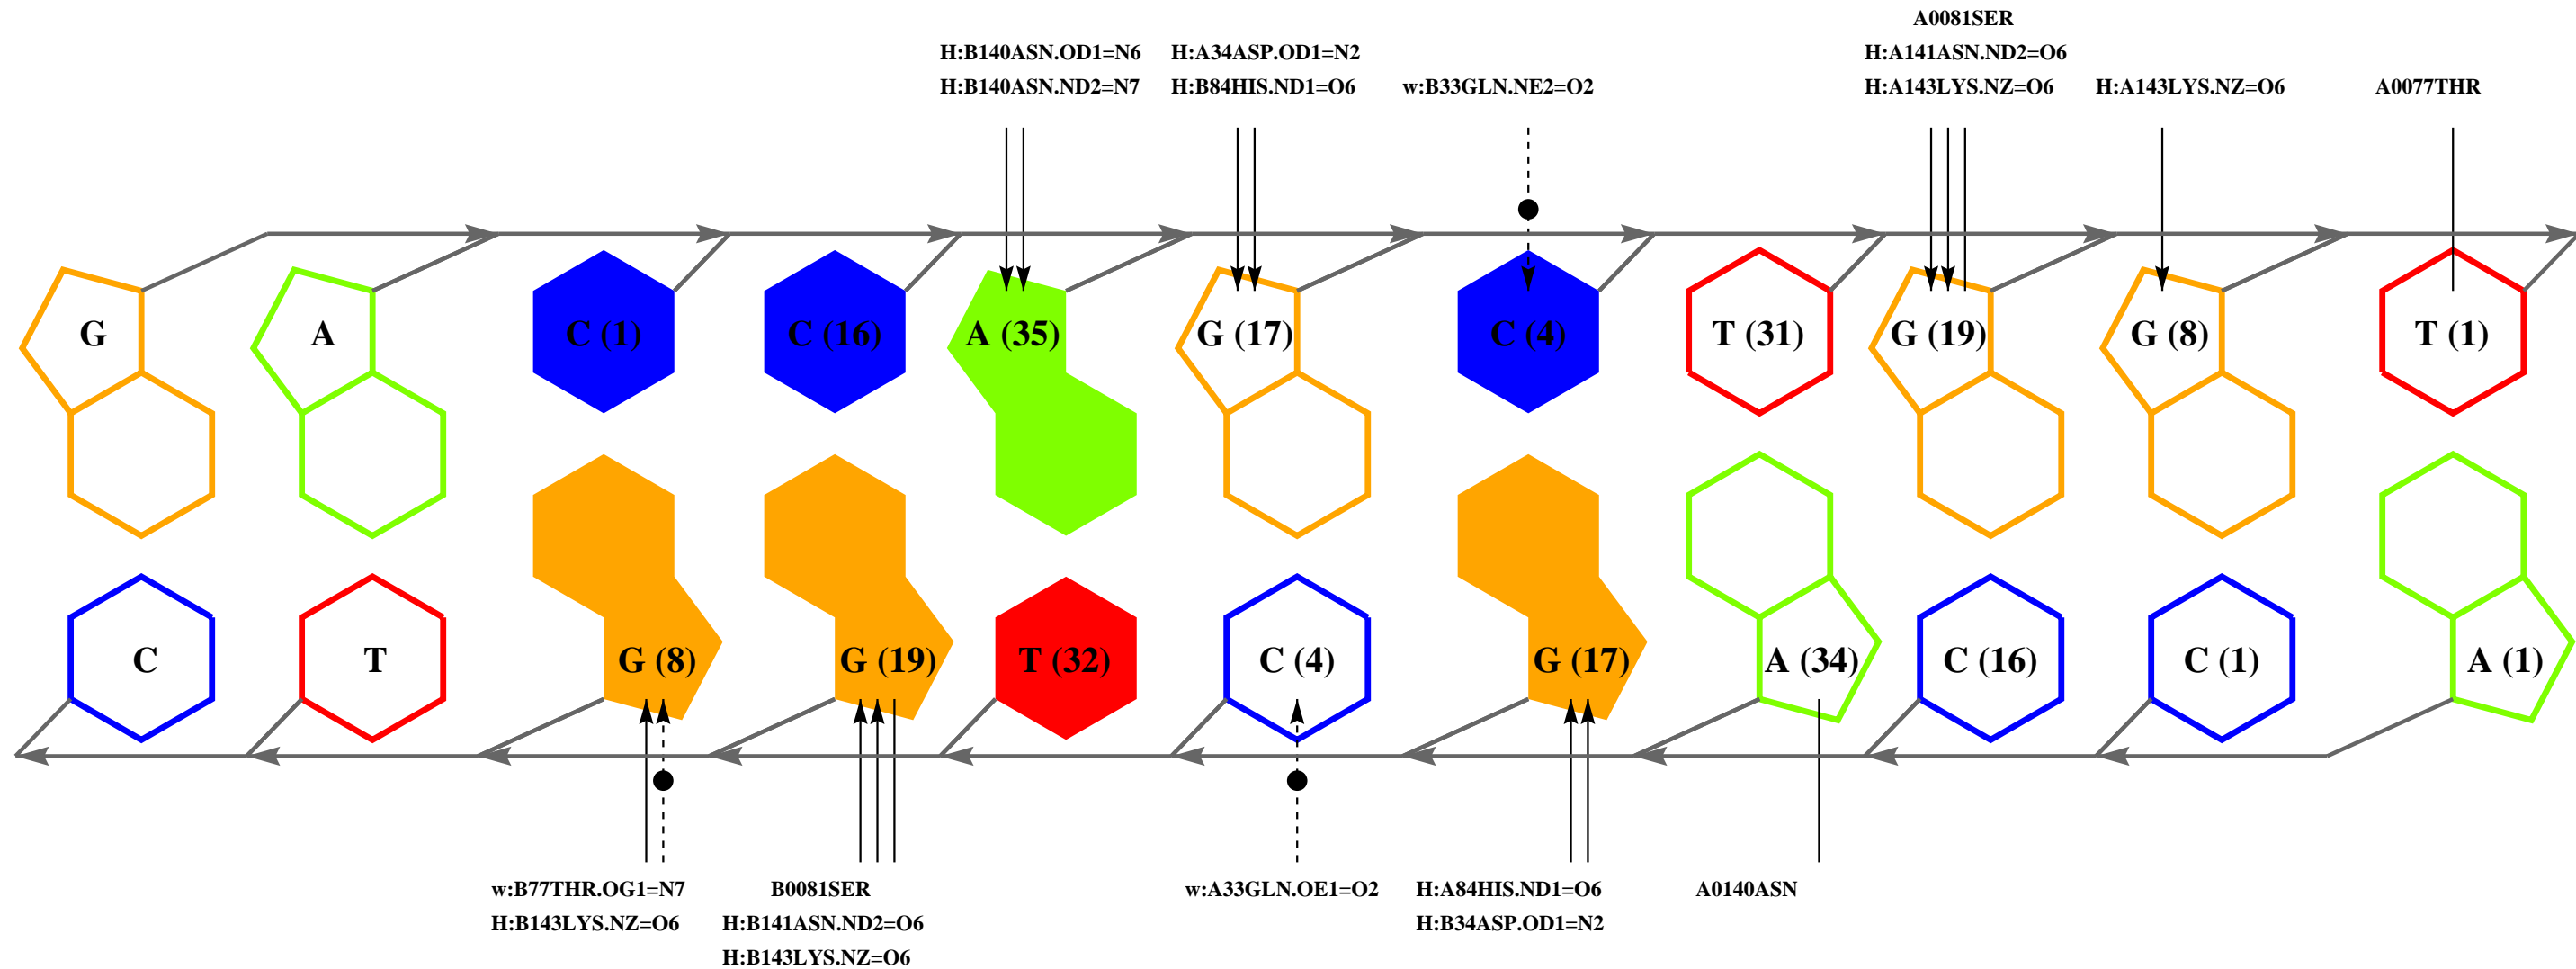 A0081SER
H:B140ASN.OD1=N6 H:A34ASP.OD1=N2 H:A141ASN.ND2=O6
H:B140ASN.ND2=N7 H:B84HIS.ND1=O6 w:B33GLN.NE2=O2 H:A143LYS.NZ=O6 H:A143LYS.NZ=O6 A0077THR
G A C (1) C (16) A (35) G (17) C (4) T (31) G (19) G (8) T (1)
C T G (8) G (19) T (32) C (4) G (17) A (34) C (16) C (1) A (1)
w:B77THR.OG1=N7 B0081SER w:A33GLN.OE1=O2 H:A84HIS.ND1=O6 A0140ASN
H:B143LYS.NZ=O6 H:B141ASN.ND2=O6 H:B34ASP.OD1=N2
H:B143LYS.NZ=O6